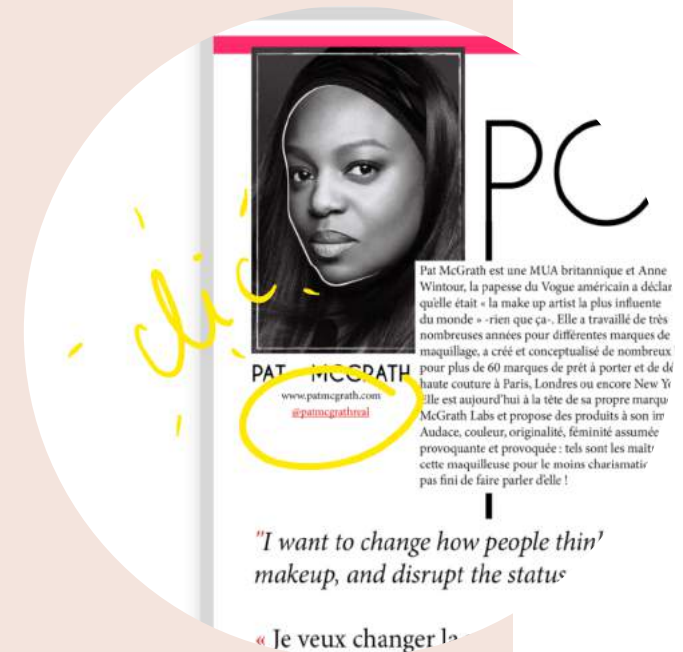 PC
clic
Pat McGrath est une MUA britannique et Anne
Wintour, la papesse du Vogue américain a déclar
qu'elle était « la make up artist la plus influente
du monde » -rien que ça-. Elle a travaillé de très
nombreuses années pour différentes marques de
maquillage, a créé et conceptualisé de nombreux
pour plus de 60 marques de prêt à porter et de dé
haute couture à Paris, Londres ou encore New Yo
Elle est aujourd'hui à la tête de sa propre marqu
McGrath Labs et propose des produits à son im
Audace, couleur, originalité, féminité assumée
provoquante et provoquée : tels sont les maît
cette maquilleuse pour le moins charismati
pas fini de faire parler d'elle !
PAT McGRATH
www.patmcgrath.com
@patmcgrathreal
"I want to change how people thin
makeup, and disrupt the status
« Je veux changer la